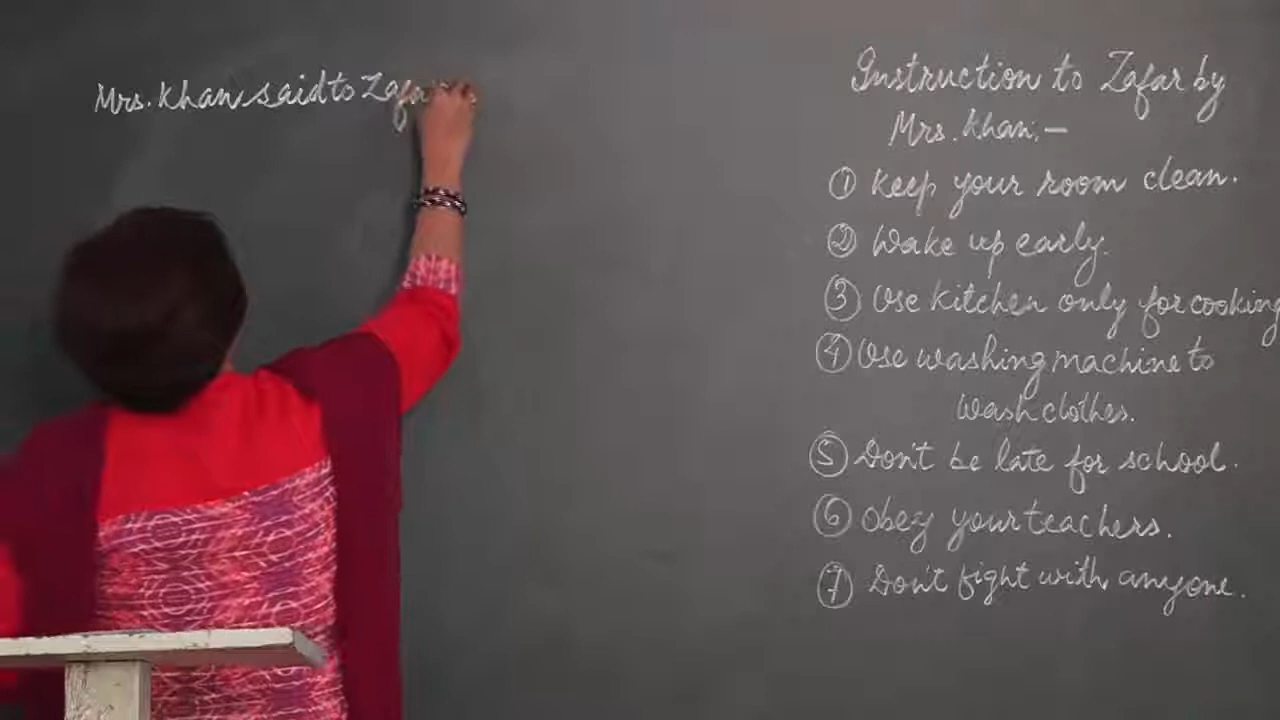 Mrs. Khan said to Zafa
Instruction to Zafar by
Mrs. Khan:—
① Keep your room clean.
② Wake up early.
③ Use kitchen only for cooking
④ Use washing machine to
wash clothes.
⑤ Don't be late for school.
⑥ Obey your teachers.
⑦ Don't fight with anyone.